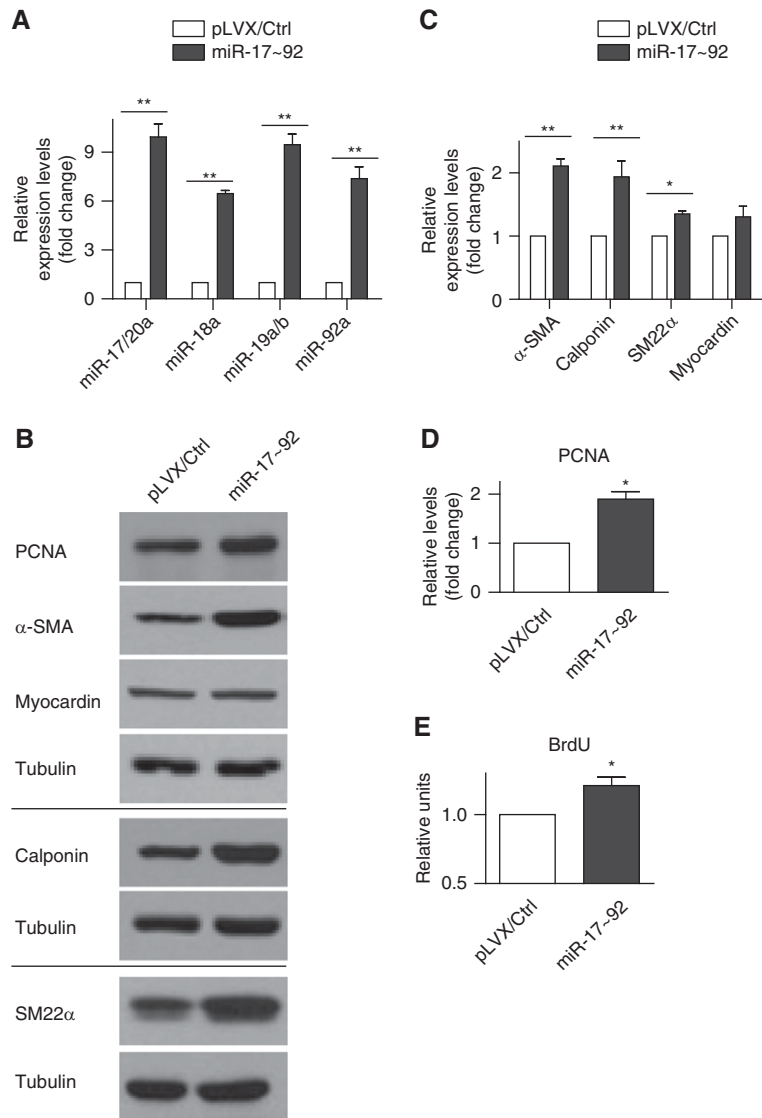 A
pLVX/Ctrl
miR-17~92
Relative
expression levels
(fold change)
9
6
3
0
**
**
**
**
miR-17/20a
miR-18a
miR-19a/b
miR-92a
C
pLVX/Ctrl
miR-17~92
Relative
expression levels
(fold change)
2
1
0
**
**
*
α-SMA
Calponin
SM22α
Myocardin
B
pLVX/Ctrl
miR-17~92
PCNA
α-SMA
Myocardin
Tubulin
Calponin
Tubulin
SM22α
Tubulin
D
PCNA
Relative levels
(fold change)
2
1
0
*
pLVX/Ctrl
miR-17~92
E
BrdU
Relative units
1.0
0.5
*
pLVX/Ctrl
miR-17~92